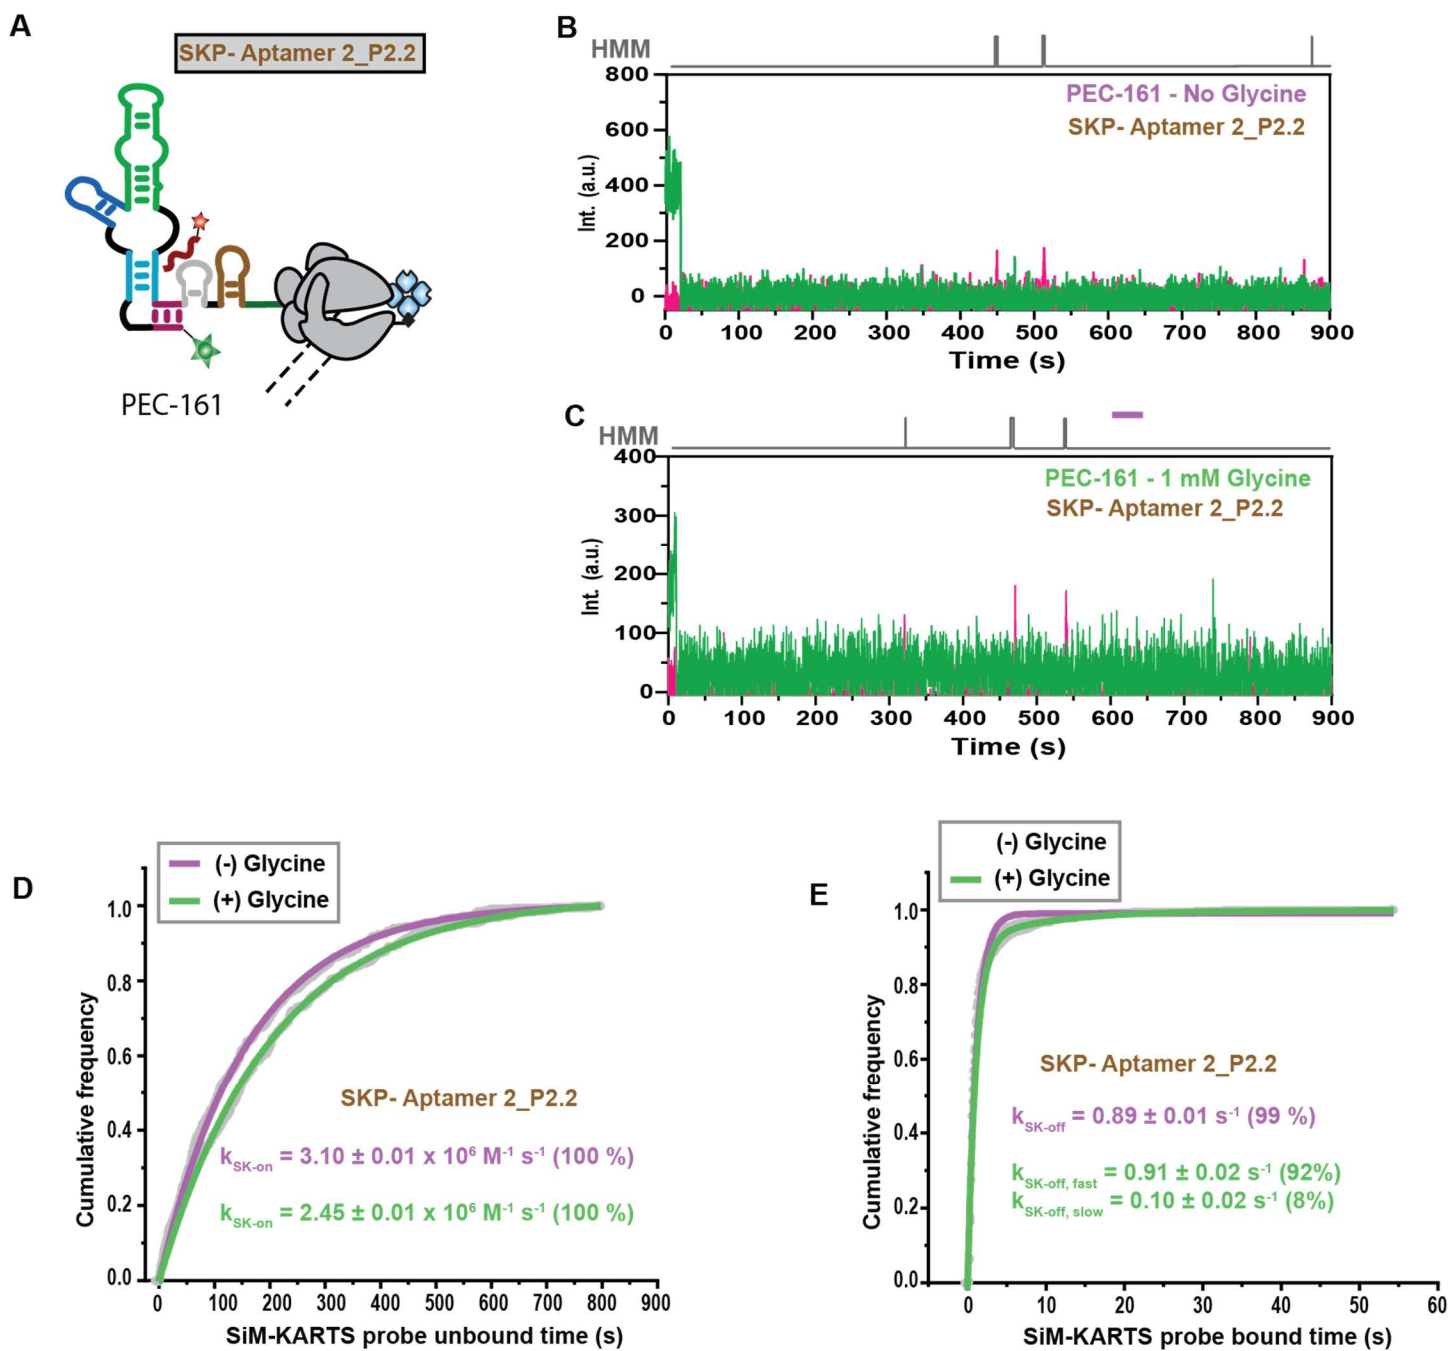 A
SKP- Aptamer 2_P2.2
PEC-161
B
HMM
800
600
400
200
0
Int. (a.u.)
PEC-161 - No Glycine
SKP- Aptamer 2_P2.2
0 100 200 300 400 500 600 700 800 900
Time (s)
C
HMM
400
300
200
100
0
Int. (a.u.)
PEC-161 - 1 mM Glycine
SKP- Aptamer 2_P2.2
0 100 200 300 400 500 600 700 800 900
Time (s)
D
(-) Glycine
(+) Glycine
1.0
0.8
0.6
0.4
0.2
0.0
Cumulative frequency
SKP- Aptamer 2_P2.2
kSK-on = 3.10 ± 0.01 x 10⁶ M⁻¹ s⁻¹ (100 %)
kSK-on = 2.45 ± 0.01 x 10⁶ M⁻¹ s⁻¹ (100 %)
0 100 200 300 400 500 600 700 800 900
SiM-KARTS probe unbound time (s)
E
(-) Glycine
(+) Glycine
1.0
0.8
0.6
0.4
0.2
0.0
Cumulative frequency
SKP- Aptamer 2_P2.2
kSK-off = 0.89 ± 0.01 s⁻¹ (99 %)
kSK-off, fast = 0.91 ± 0.02 s⁻¹ (92%)
kSK-off, slow = 0.10 ± 0.02 s⁻¹ (8%)
0 10 20 30 40 50 60
SiM-KARTS probe bound time (s)